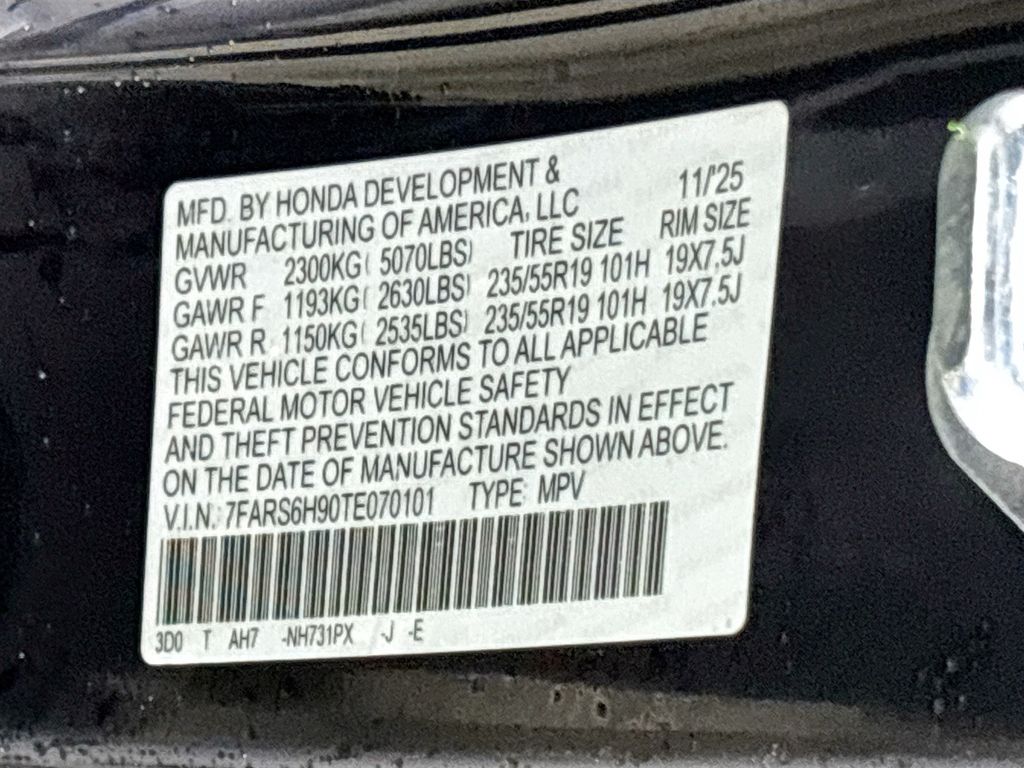 MFD. BY HONDA DEVELOPMENT &
MANUFACTURING OF AMERICA, LLC 11/'25
GVWR 2300KG( 5070LBS) TIRE SIZE RIM SIZE
GAWR F 1193KG( 2630LBS) 235/55R19 101H 19X7.5J
GAWR R 1150KG( 2535LBS) 235/55R19 101H 19X7.5J
THIS VEHICLE CONFORMS TO ALL APPLICABLE
FEDERAL MOTOR VEHICLE SAFETY
AND THEFT PREVENTION STANDARDS IN EFFECT
ON THE DATE OF MANUFACTURE SHOWN ABOVE.
V.I.N. 7FARS6H90TE070101 TYPE: MPV
3D0 T AH7 -NH731PX -J -E